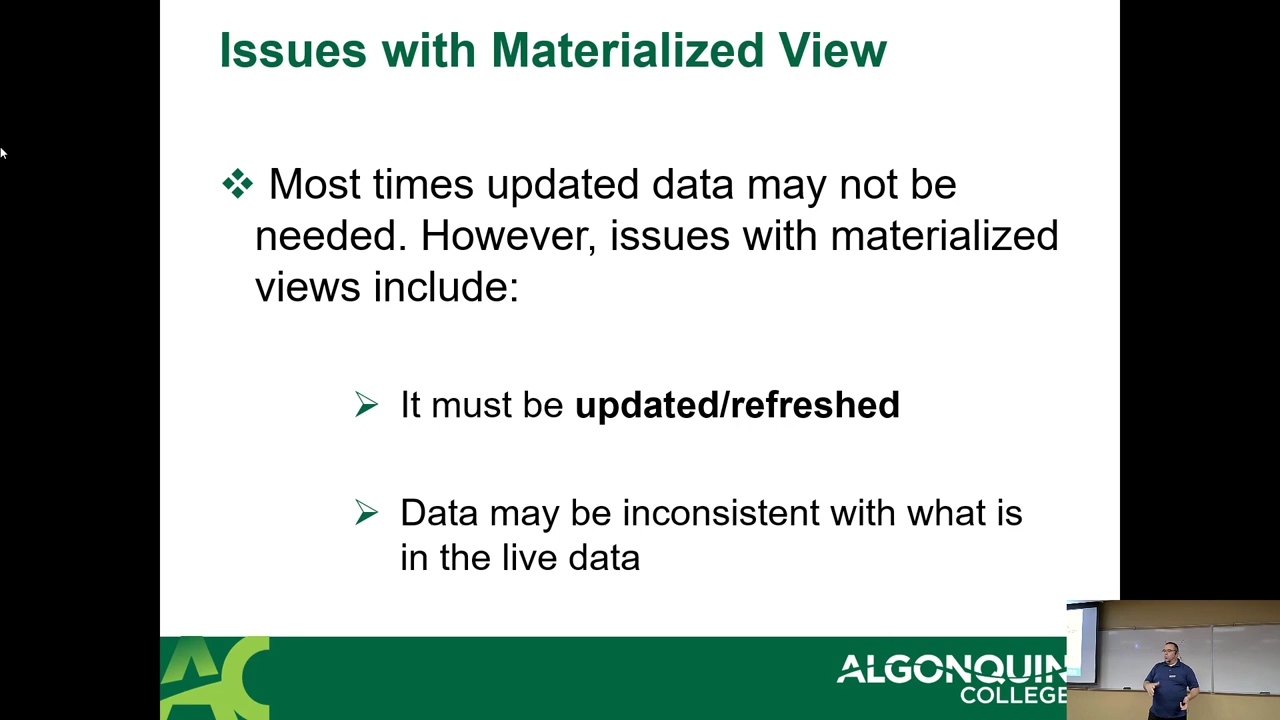 Issues with Materialized View
Most times updated data may not be
needed. However, issues with materialized
views include:
It must be updated/refreshed
Data may be inconsistent with what is
in the live data
AC
ALGONQUIN
COLLEGE